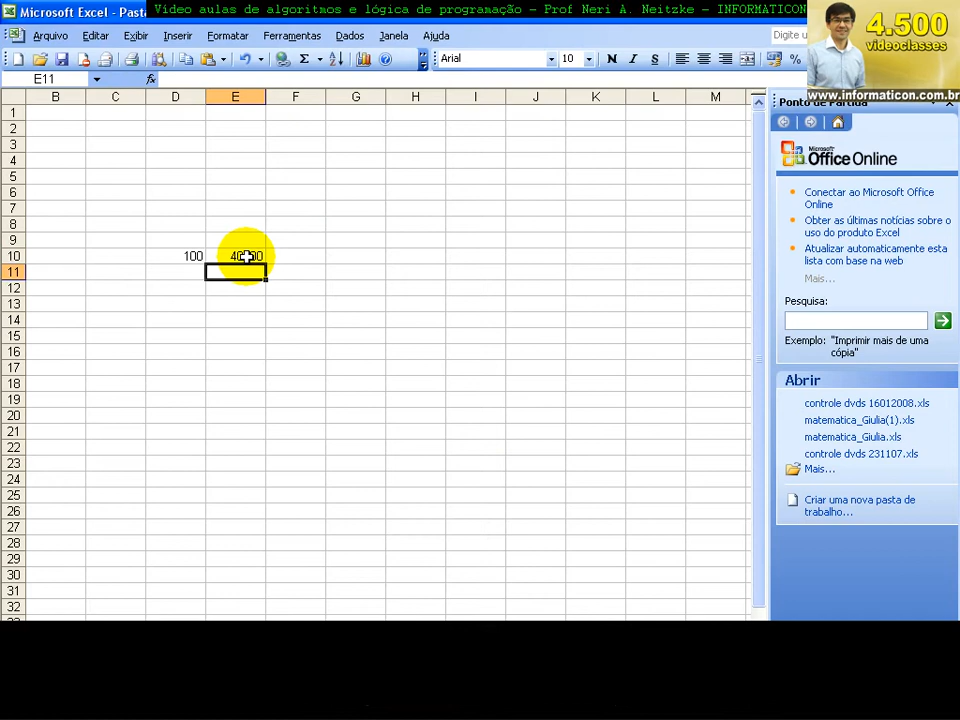 Microsoft Excel - Pasta
Vídeo aulas de algoritmos e lógica de programação - Prof Neri A. Neitzke - INFORMATICON
4.500
videoclasses
www.informaticon.com.br
Arquivo Editar Exibir Inserir Formatar Ferramentas Dados Janela Ajuda
Digite u
Arial 10 N I S %
E11 fx
Ponto de Partida
B C D E F G H I J K L M
1
2
3
4
5
6
7
8
9
10 100
11
12
13
14
15
16
17
18
19
20
21
22
23
24
25
26
27
28
29
30
31
32
Microsoft
Office Online
Conectar ao Microsoft Office
Online
Obter as últimas notícias sobre o
uso do produto Excel
Atualizar automaticamente esta
lista com base na web
Mais...
Pesquisa:
Exemplo: "Imprimir mais de uma
cópia"
Abrir
controle dvds 16012008.xls
matematica_Giulia(1).xls
matematica_Giulia.xls
controle dvds 231107.xls
Mais...
Criar uma nova pasta de
trabalho...